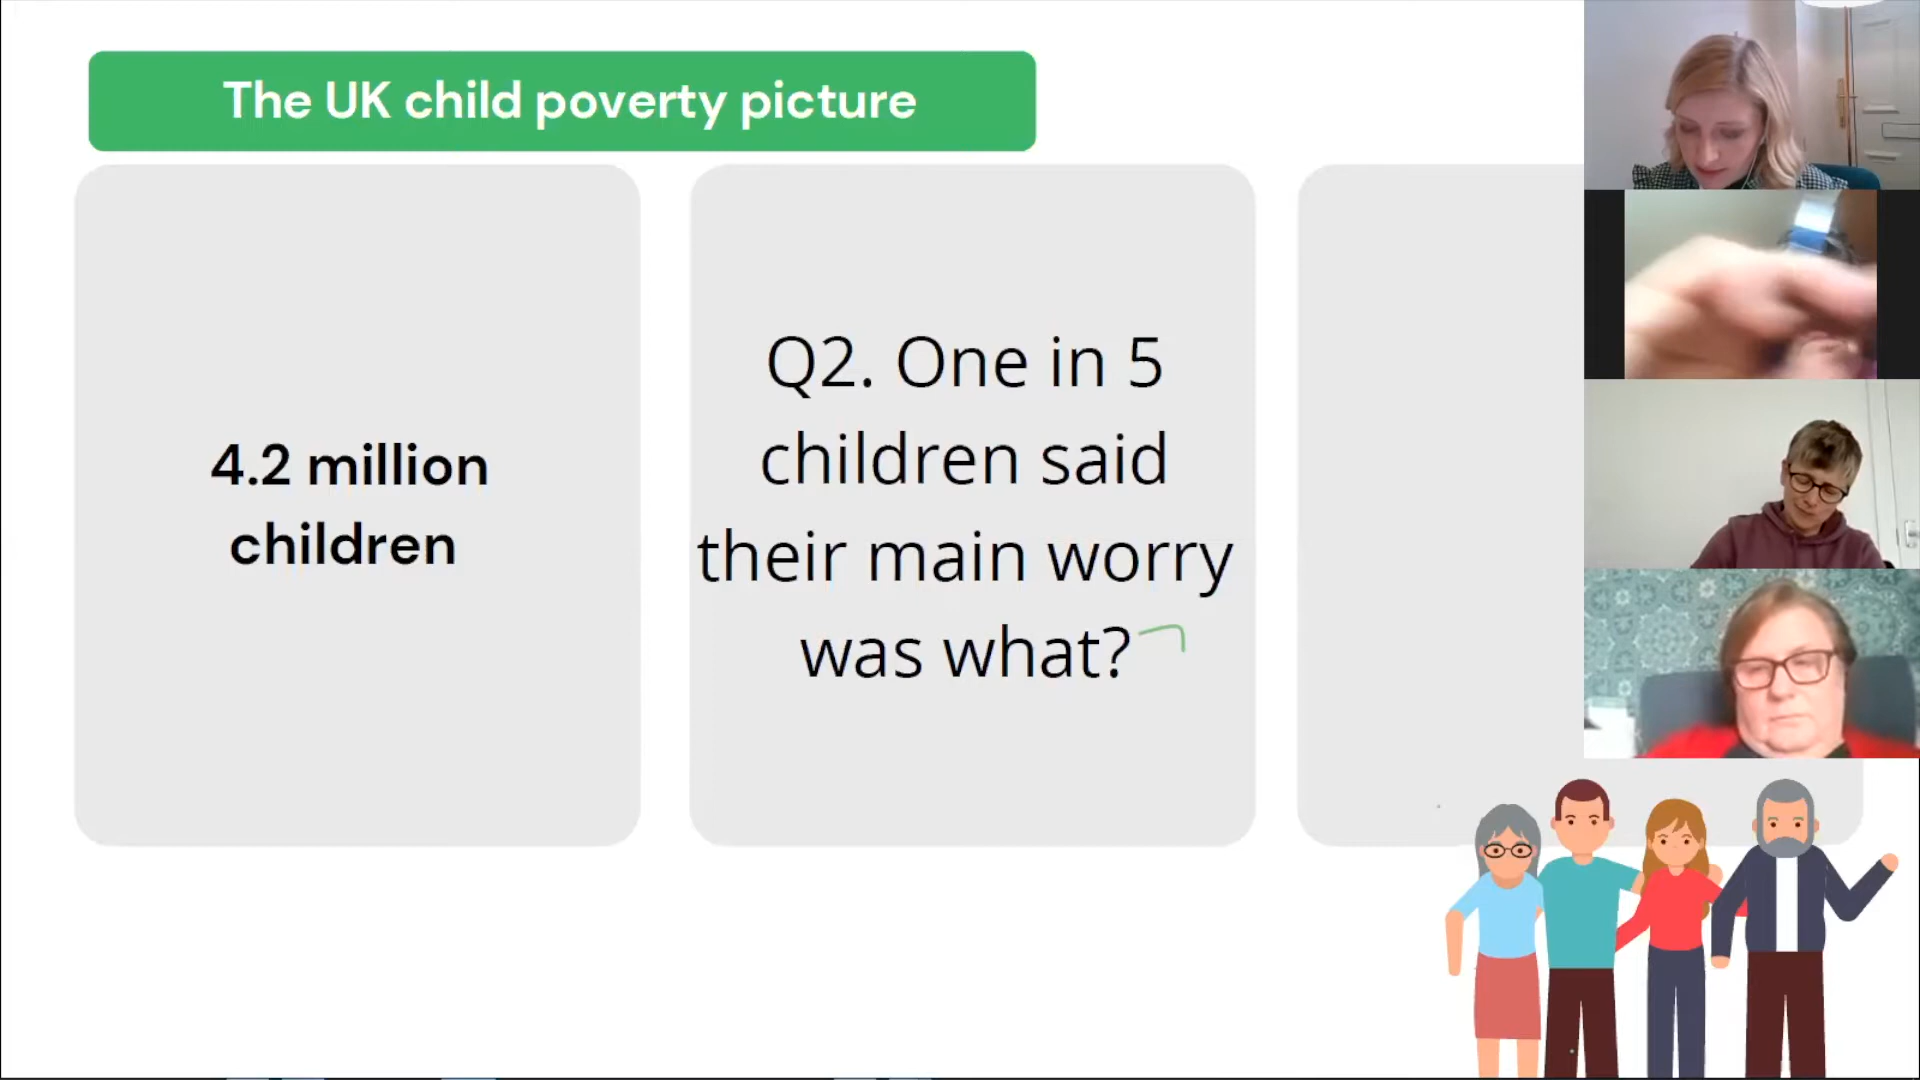 The UK child poverty picture
4.2 million
children
Q2. One in 5
children said
their main worry
was what?